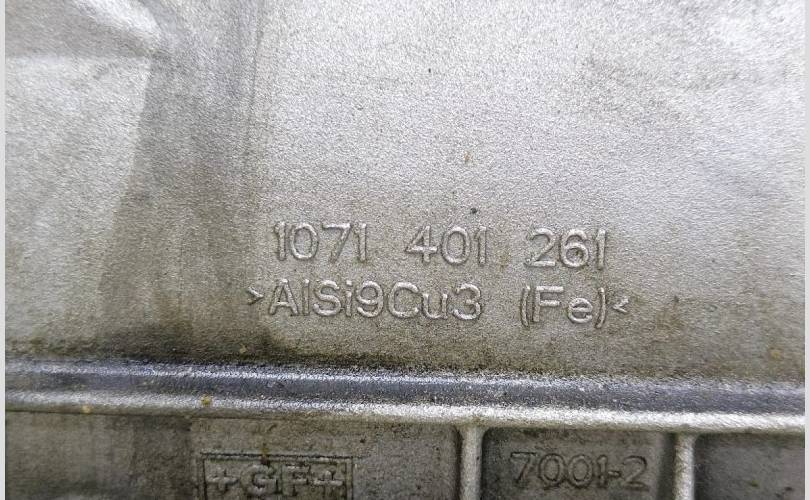 1071 401 261
>AlSi9Cu3 (Fe)<
+GF+
7001-2